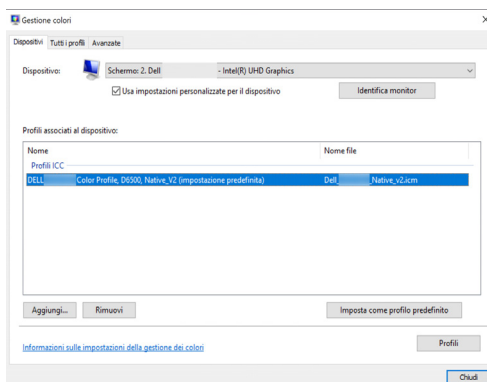 Gestione colori
Dispositivi Tutti i profili Avanzate
Dispositivo: Schermo: 2. Dell - Intel(R) UHD Graphics
Usa impostazioni personalizzate per il dispositivo Identifica monitor
Profili associati al dispositivo:
Nome Nome file
Profili ICC
DELL Color Profile, D6500, Native_V2 (impostazione predefinita) Dell_ _Native_v2.icm
Aggiungi... Rimuovi Imposta come profilo predefinito
Informazioni sulle impostazioni della gestione dei colori Profili
Chiudi